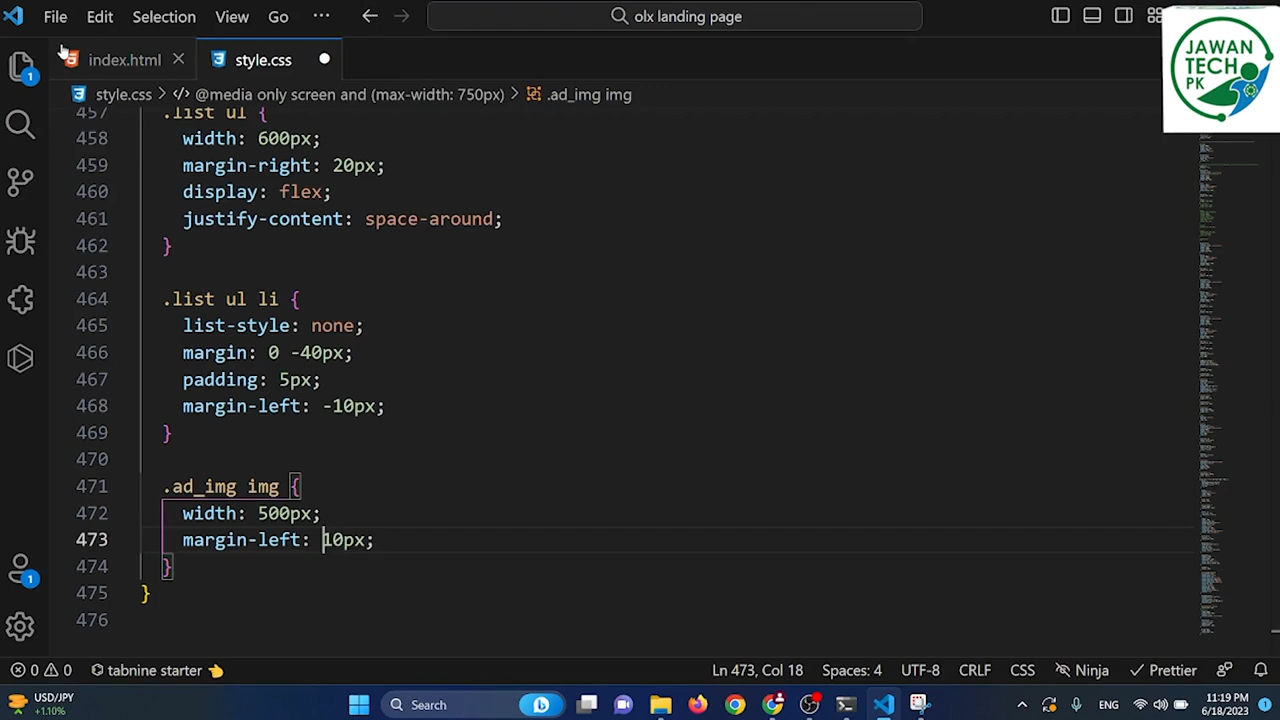 File Edit Selection View Go ...
index.html
style.css
JAWAN
TECH
PK
style.css > @media only screen and (max-width: 750px) > .ad_img img
.list ul {
458 width: 600px;
459 margin-right: 20px;
460 display: flex;
461 justify-content: space-around;
462 }
463
464 .list ul li {
465 list-style: none;
466 margin: 0 -40px;
467 padding: 5px;
468 margin-left: -10px;
469 }
470
471 .ad_img img {
472 width: 500px;
473 margin-left: 10px;
474 }
475 }
476
1
1
0 0 tabnine starter Ln 473, Col 18 Spaces: 4 UTF-8 CRLF CSS Ninja Prettier
USD/JPY
+1.10%
Search
ENG
11:19 PM
6/18/2023
1